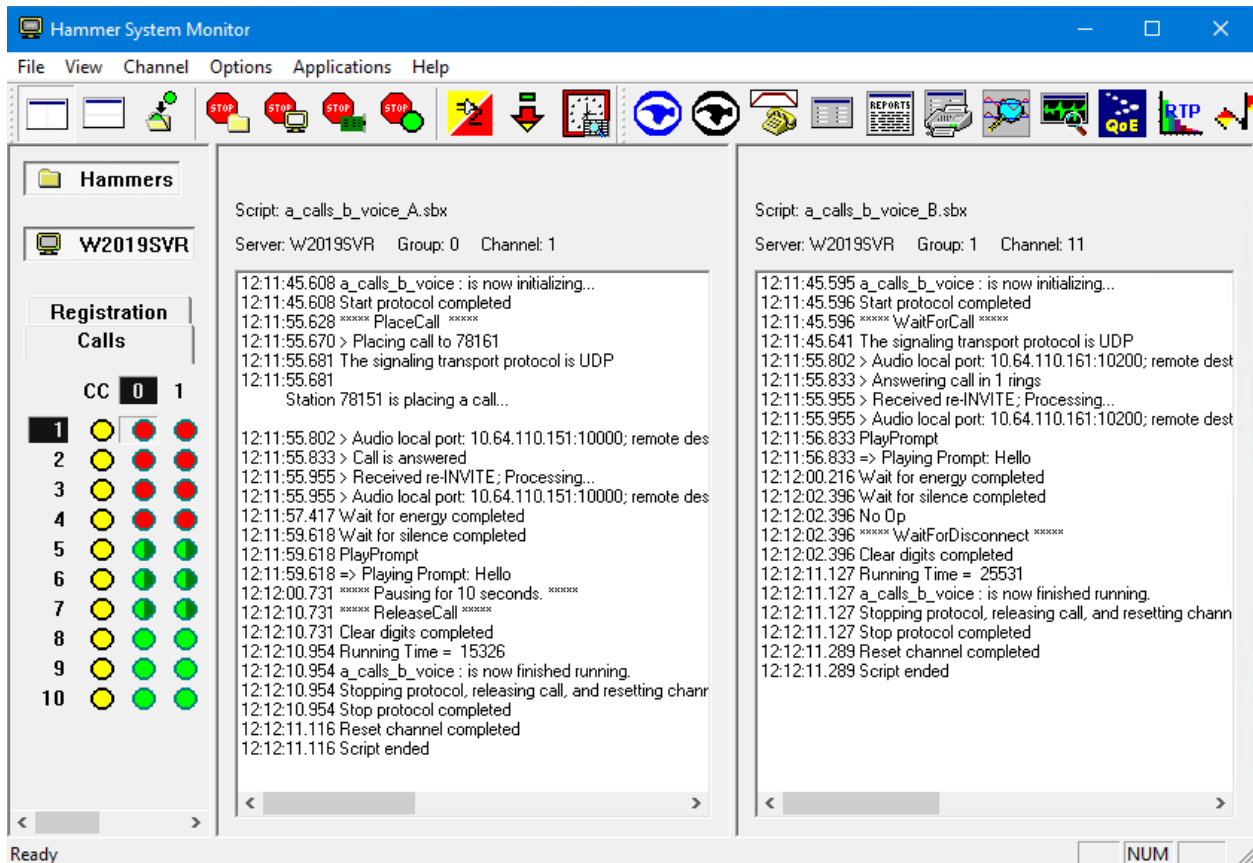 Hammer System Monitor
File View Channel Options Applications Help
STOP STOP STOP STOP REPORTS QoE RTP
Hammers
W2019SVR
Registration
Calls
CC 0 1
1
2
3
4
5
6
7
8
9
10
Script: a_calls_b_voice_A.sbx
Server: W2019SVR Group: 0 Channel: 1
12:11:45.608 a_calls_b_voice : is now initializing...
12:11:45.608 Start protocol completed
12:11:55.628 ***** PlaceCall *****
12:11:55.670 > Placing call to 78161
12:11:55.681 The signaling transport protocol is UDP
12:11:55.681
Station 78151 is placing a call...
12:11:55.802 > Audio local port: 10.64.110.151:10000; remote des
12:11:55.833 > Call is answered
12:11:55.955 > Received re-INVITE; Processing...
12:11:55.955 > Audio local port: 10.64.110.151:10000; remote des
12:11:57.417 Wait for energy completed
12:11:59.618 Wait for silence completed
12:11:59.618 PlayPrompt
12:11:59.618 => Playing Prompt: Hello
12:12:00.731 ***** Pausing for 10 seconds. *****
12:12:10.731 ***** ReleaseCall *****
12:12:10.731 Clear digits completed
12:12:10.954 Running Time = 15326
12:12:10.954 a_calls_b_voice : is now finished running.
12:12:10.954 Stopping protocol, releasing call, and resetting chanr
12:12:10.954 Stop protocol completed
12:12:11.116 Reset channel completed
12:12:11.116 Script ended
Script: a_calls_b_voice_B.sbx
Server: W2019SVR Group: 1 Channel: 11
12:11:45.595 a_calls_b_voice : is now initializing...
12:11:45.596 Start protocol completed
12:11:45.596 ***** WaitForCall *****
12:11:45.641 The signaling transport protocol is UDP
12:11:55.802 > Audio local port: 10.64.110.161:10200; remote dest
12:11:55.833 > Answering call in 1 rings
12:11:55.955 > Received re-INVITE; Processing...
12:11:55.955 > Audio local port: 10.64.110.161:10200; remote dest
12:11:56.833 PlayPrompt
12:11:56.833 => Playing Prompt: Hello
12:12:00.216 Wait for energy completed
12:12:02.396 Wait for silence completed
12:12:02.396 No Op
12:12:02.396 ***** WaitForDisconnect *****
12:12:02.396 Clear digits completed
12:12:11.127 Running Time = 25531
12:12:11.127 a_calls_b_voice : is now finished running.
12:12:11.127 Stopping protocol, releasing call, and resetting chann
12:12:11.127 Stop protocol completed
12:12:11.289 Reset channel completed
12:12:11.289 Script ended
Ready
NUM